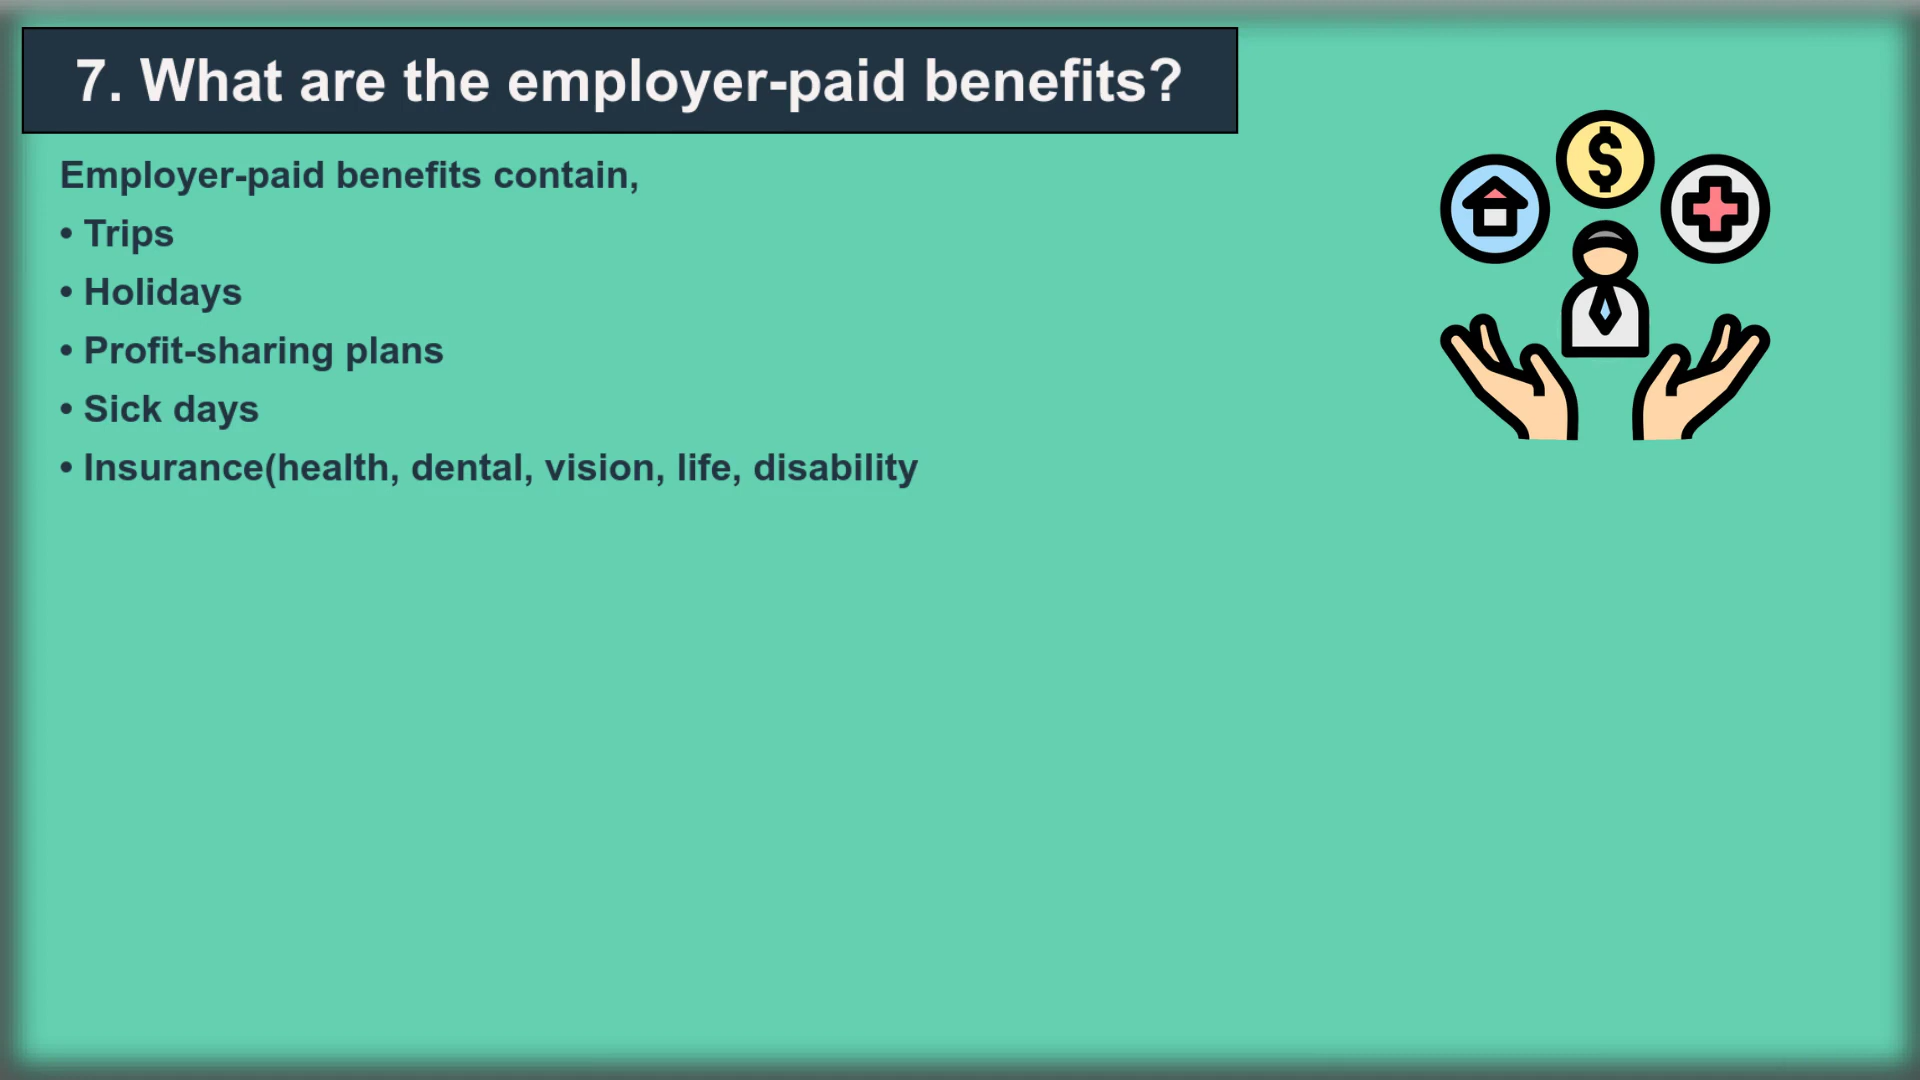 7. What are the employer-paid benefits?
Employer-paid benefits contain,
• Trips
• Holidays
• Profit-sharing plans
• Sick days
• Insurance(health, dental, vision, life, disability
$